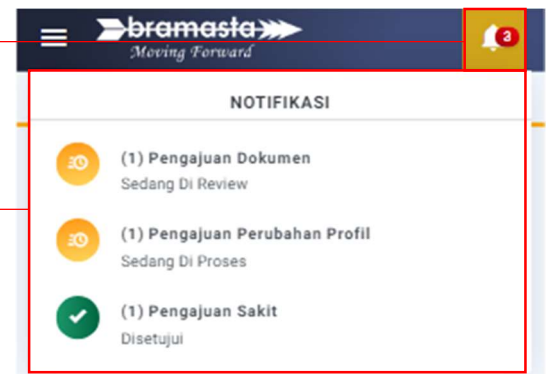 bramasta
Moving Forward
3
NOTIFIKASI
(1) Pengajuan Dokumen
Sedang Di Review
(1) Pengajuan Perubahan Profil
Sedang Di Proses
(1) Pengajuan Sakit
Disetujui